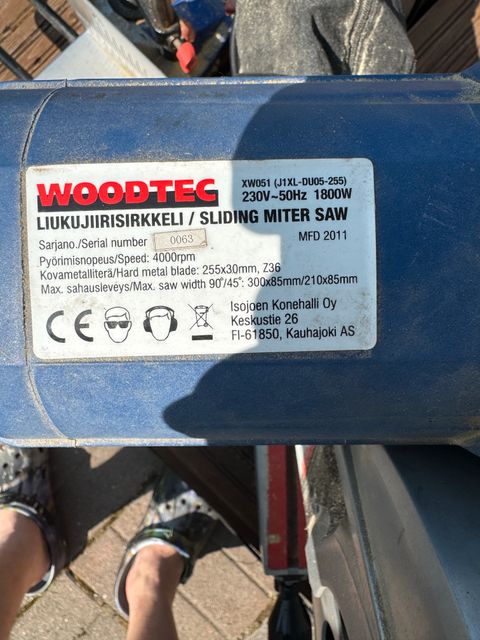 WOODTEC
XW051 (J1XL-DU05-255)
230V~50Hz 1800W
LIUKUJIIRISIRKKELI / SLIDING MITER SAW
Sarjano./Serial number 0063
MFD 2011
Pyörimisnopeus/Speed: 4000rpm
Kovametalliterä/Hard metal blade: 255x30mm, Z36
Max. sahausleveys/Max. saw width 90°/45°: 300x85mm/210x85mm
CE
Isojoen Konehalli Oy
Keskustie 26
FI-61850, Kauhajoki AS